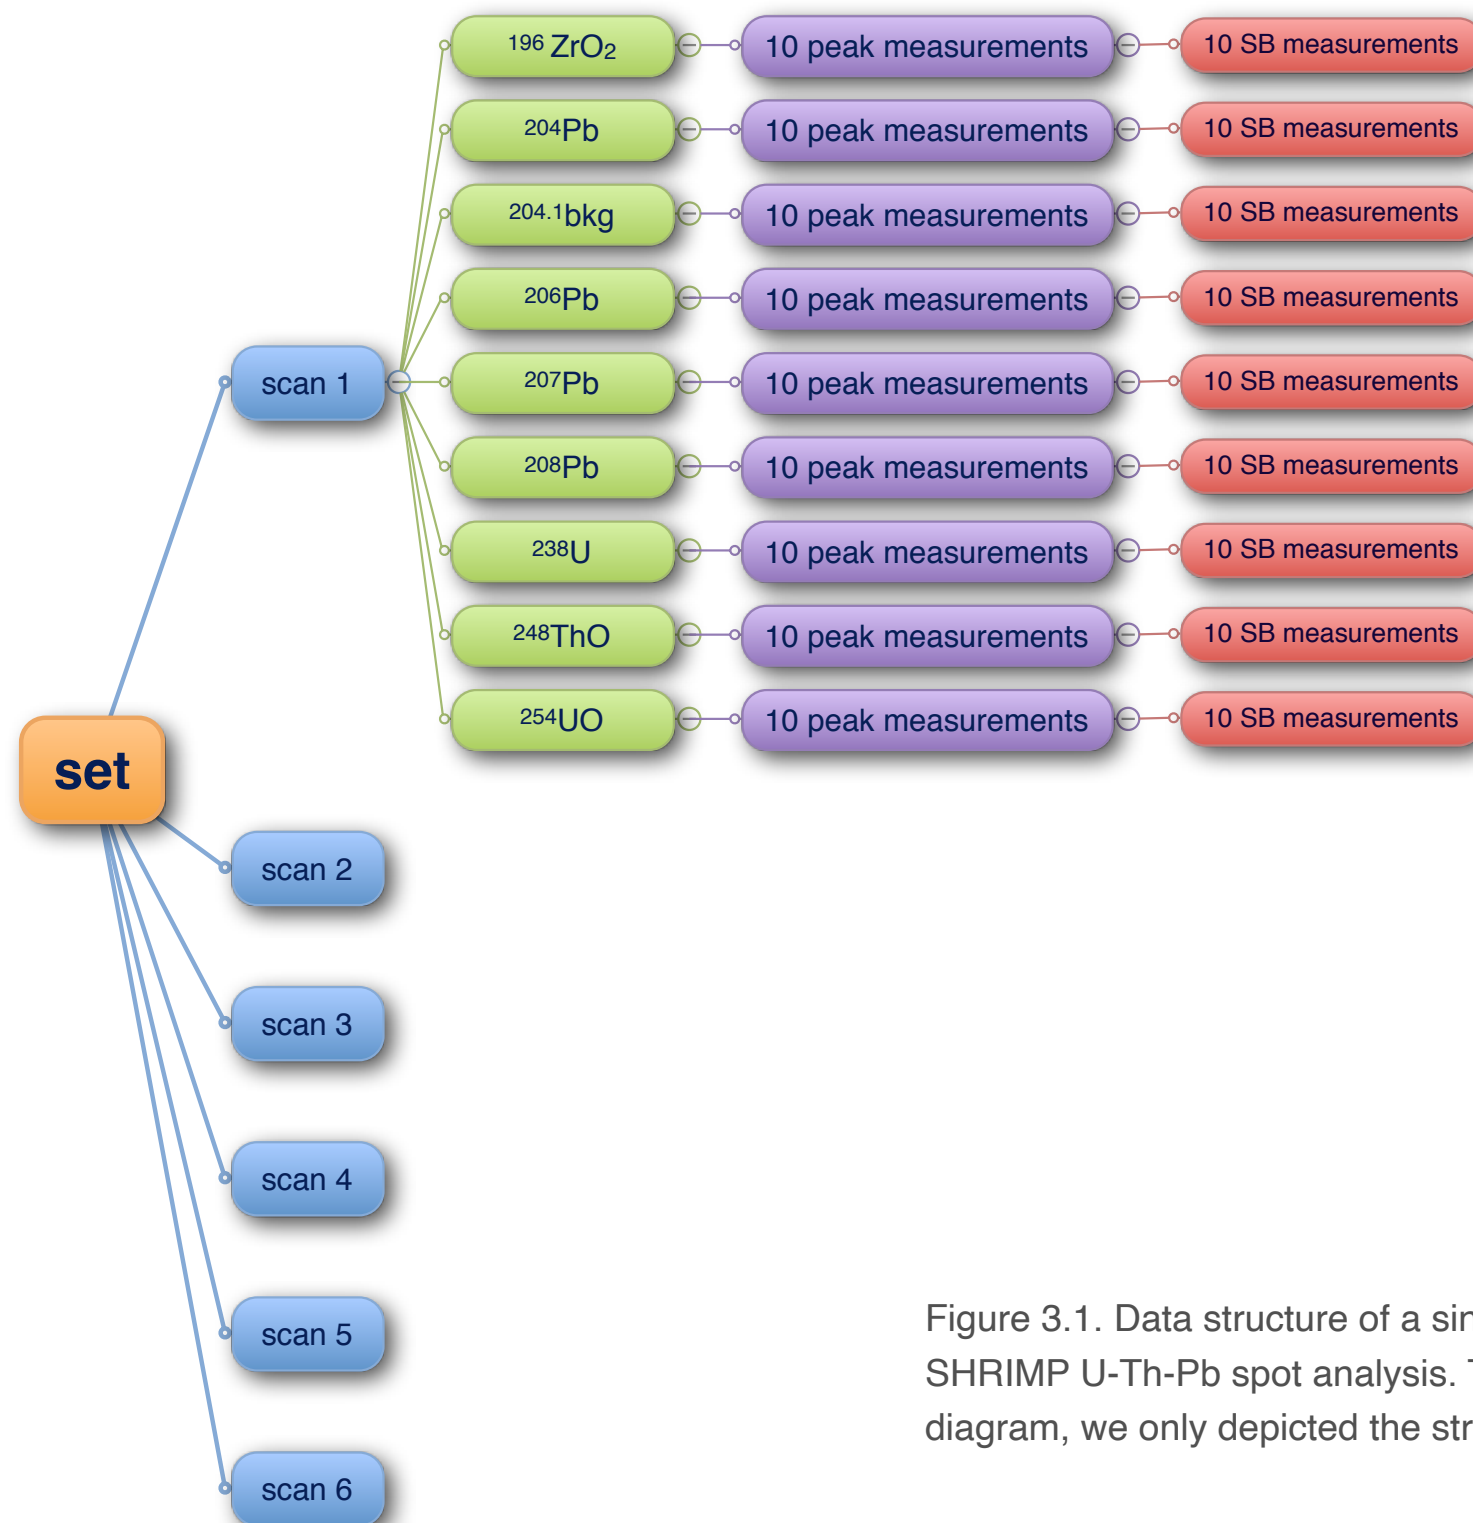 ¹⁹⁶ ZrO₂ 10 peak measurements 10 SB measurements
²⁰⁴Pb 10 peak measurements 10 SB measurements
²⁰⁴·¹bkg 10 peak measurements 10 SB measurements
²⁰⁶Pb 10 peak measurements 10 SB measurements
²⁰⁷Pb 10 peak measurements 10 SB measurements
scan 1
²⁰⁸Pb 10 peak measurements 10 SB measurements
²³⁸U 10 peak measurements 10 SB measurements
²⁴⁸ThO 10 peak measurements 10 SB measurements
²⁵⁴UO 10 peak measurements 10 SB measurements
set
scan 2
scan 3
scan 4
scan 5
scan 6
Figure 3.1. Data structure of a
SHRIMP U-Th-Pb spot analysis.
diagram, we only depicted the